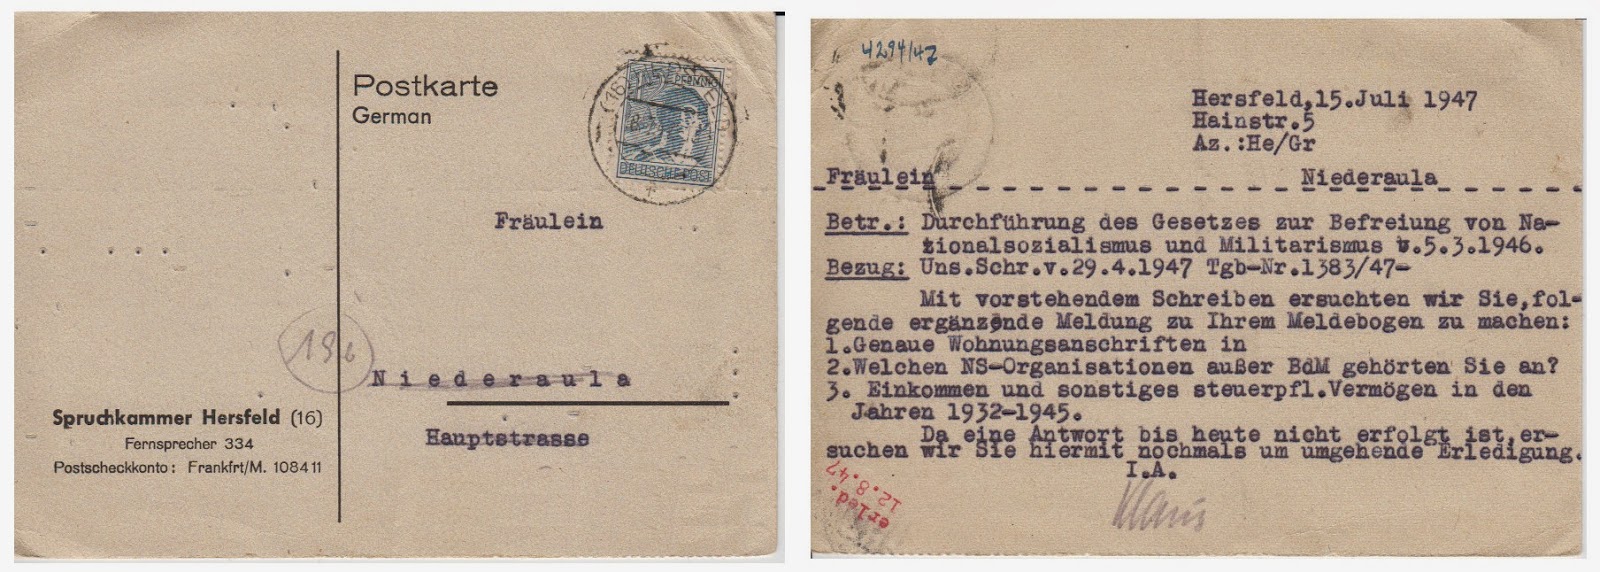 Postkarte
German
PFENNIG
DEUTSCHE POST
Fräulein
Niederaula
Hauptstrasse
Spruchkammer Hersfeld (16)
Fernsprecher 334
Postscheckkonto: Frankfrt/M. 108411
4294/47
Hersfeld,15.Juli 1947
Hainstr.5
Az.:He/Gr
Fräulein Niederaula
Betr.: Durchführung des Gesetzes zur Befreiung von Na-
zionalsozialismus und Militarismus v.5.3.1946.
Bezug: Uns.Schr.v.29.4.1947 Tgb-Nr.1383/47-
Mit vorstehendem Schreiben ersuchten wir Sie,fol-
gende ergänzende Meldung zu Ihrem Meldebogen zu machen:
1.Genaue Wohnungsanschriften in
2.Welchen NS-Organisationen außer BdM gehörten Sie an?
3. Einkommen und sonstiges steuerpfl.Vermögen in den
Jahren 1932-1945.
Da eine Antwort bis heute nicht erfolgt ist,er-
suchen wir Sie hiermit nochmals um umgehende Erledigung.
I.A.
erled.
12.8.47